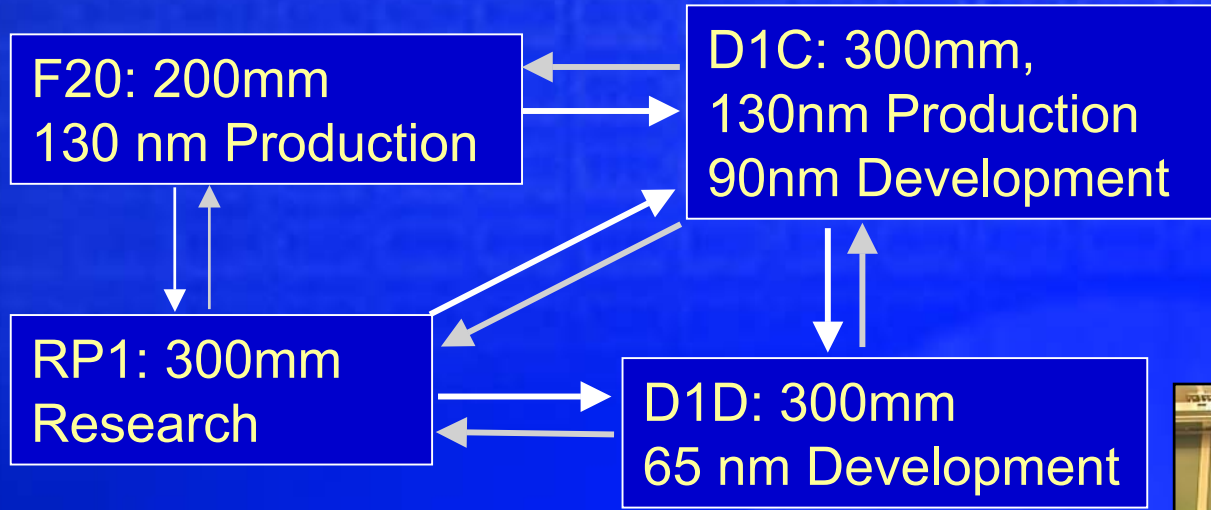 F20: 200mm
130 nm Production
D1C: 300mm,
130nm Production
90nm Development
RP1: 300mm
Research
D1D: 300mm
65 nm Development